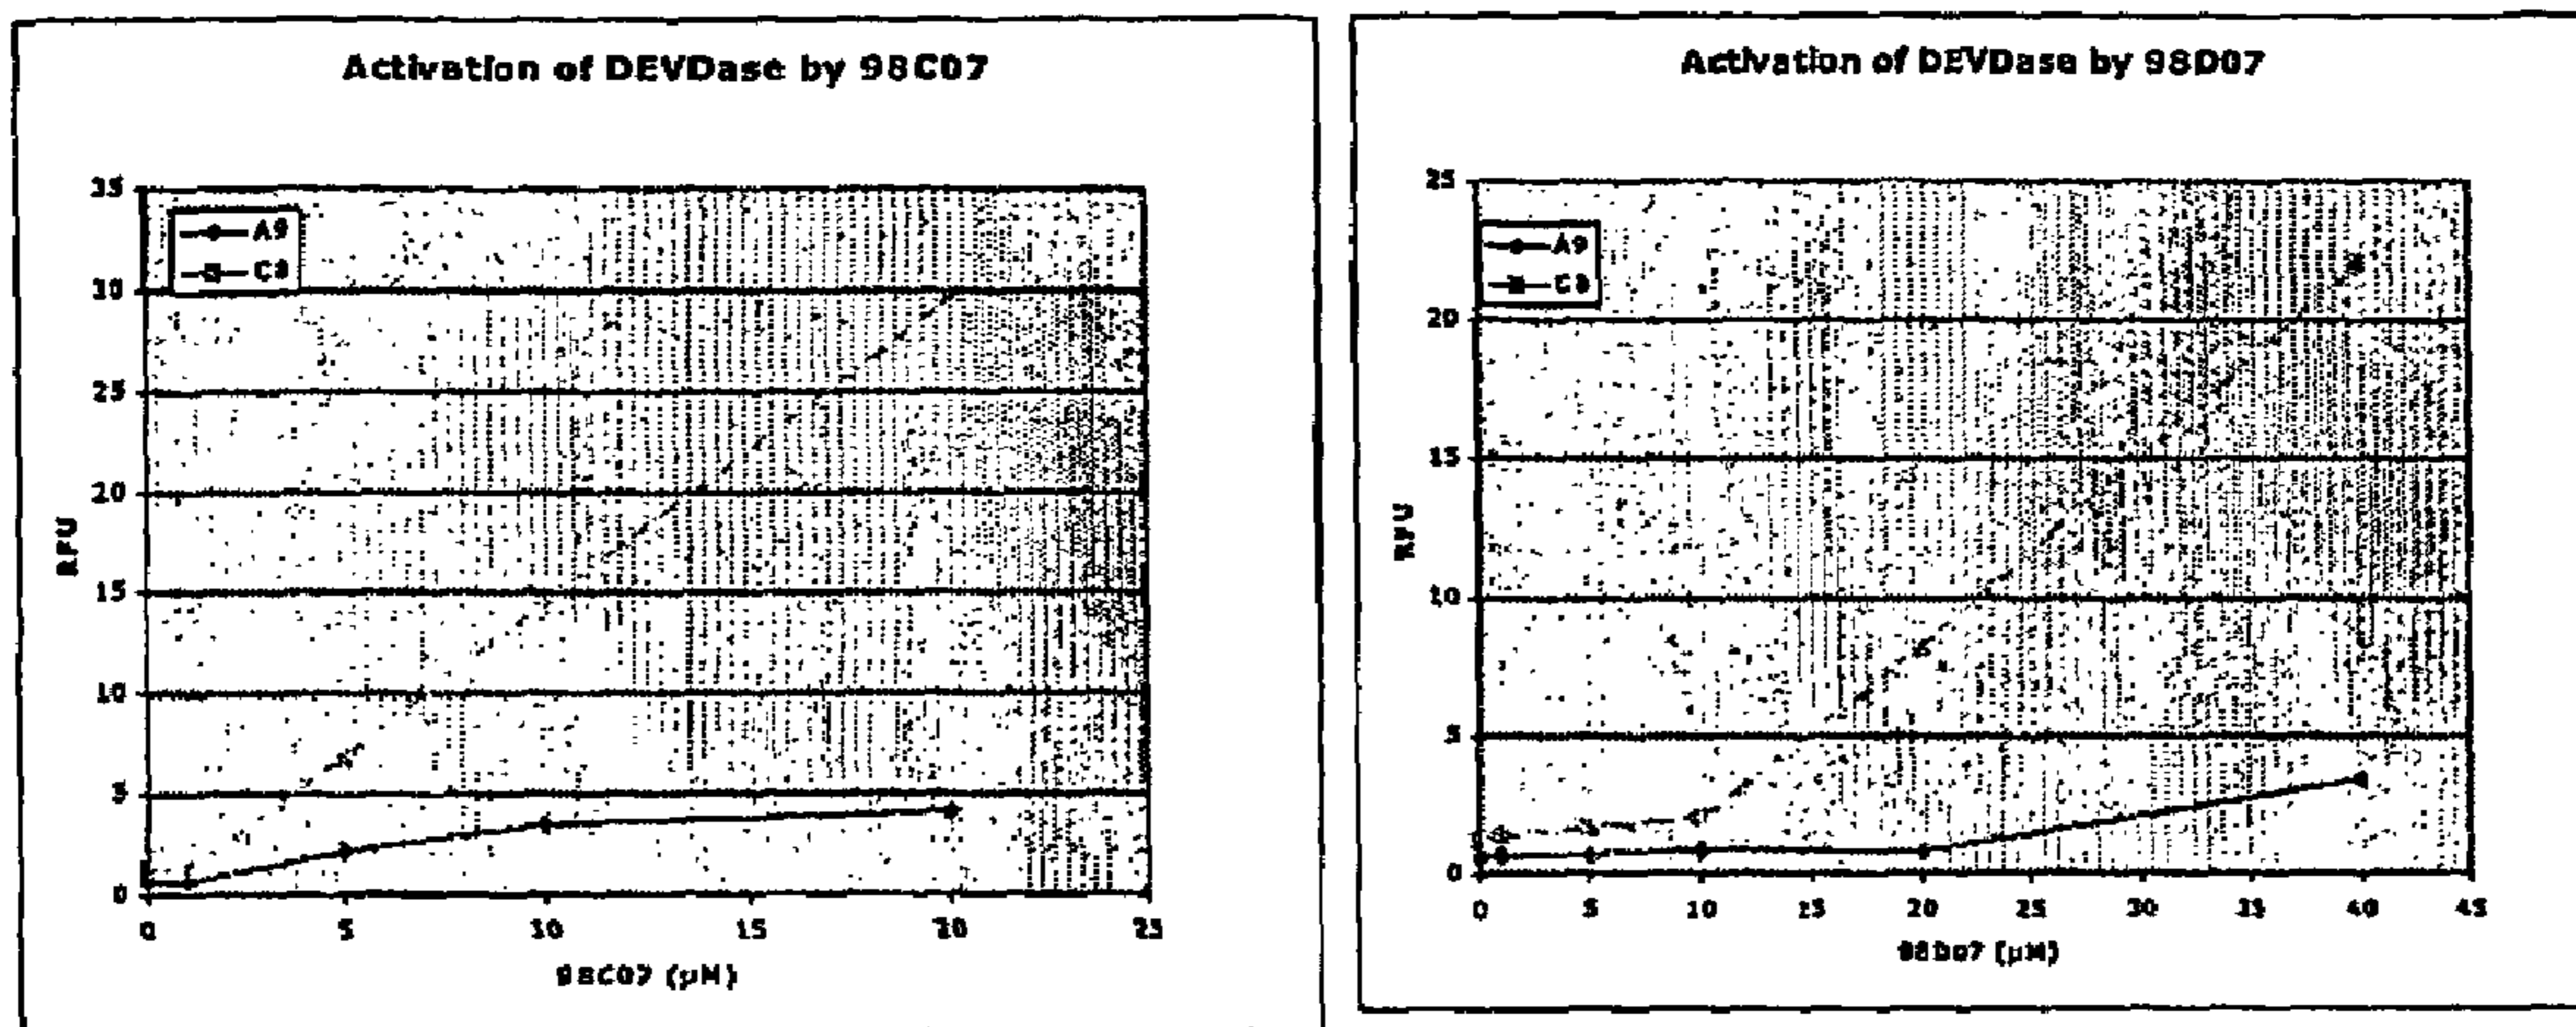 Activation of DEVDase by 98C07
35
A9
C8
30
25
20
15
10
5
0
RFU
0 5 10 15 20 25
98C07 (µM)
Activation of DEVDase by 98D07
25
A9
C8
20
15
10
5
0
RFU
0 5 10 15 20 25 30 35 40 45
98D07 (µM)